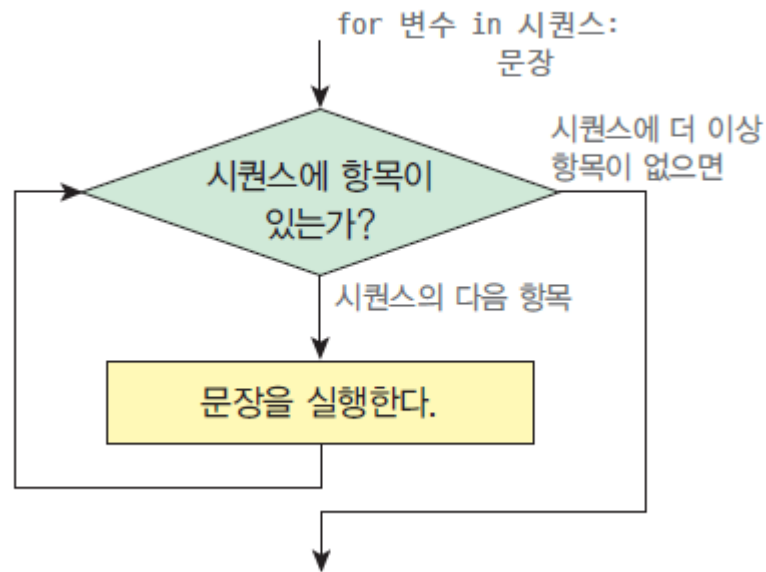 for 변수 in 시퀀스:
문장
시퀀스에 더 이상
항목이 없으면
시퀀스에 항목이
있는가?
시퀀스의 다음 항목
문장을 실행한다.